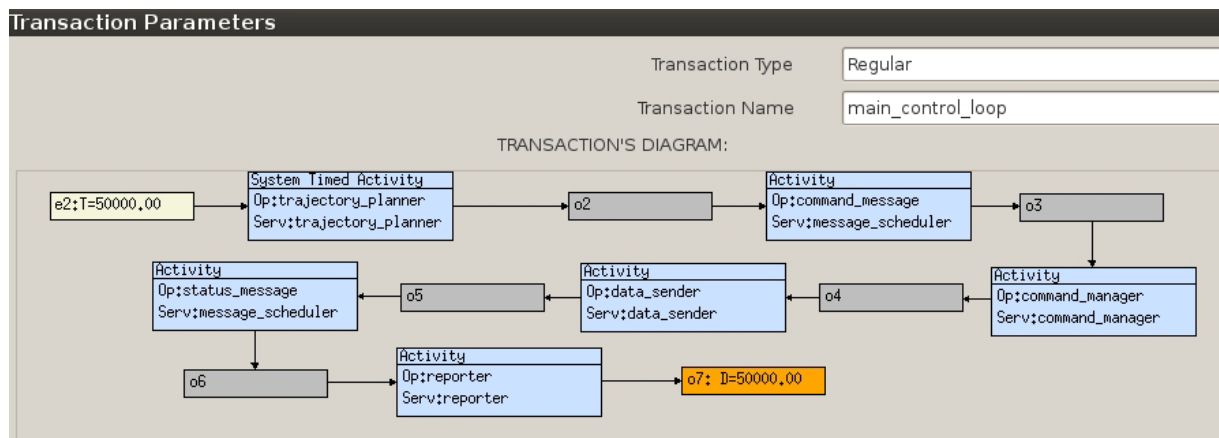 Transaction Parameters
Transaction Type Regular
Transaction Name main_control_loop
TRANSACTION'S DIAGRAM:
e2:T=50000.00
System Timed Activity
Op:trajectory_planner
Serv:trajectory_planner
o2
Activity
Op:command_message
Serv:message_scheduler
o3
Activity
Op:command_manager
Serv:command_manager
o4
Activity
Op:data_sender
Serv:data_sender
o5
Activity
Op:status_message
Serv:message_scheduler
o6
Activity
Op:reporter
Serv:reporter
o7: D=50000.00